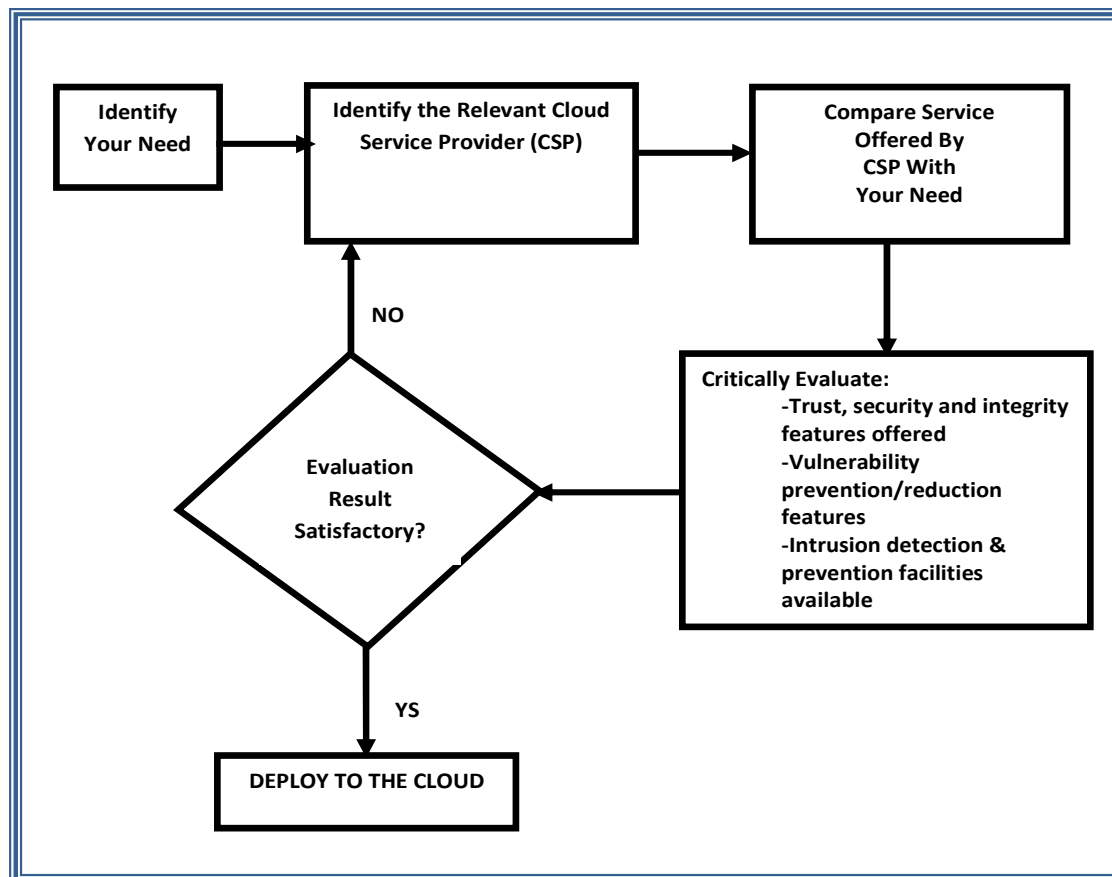 Identify
Your Need
Identify the Relevant Cloud
Service Provider (CSP)
Compare Service
Offered By
CSP With
Your Need
NO
Critically Evaluate:
-Trust, security and integrity
features offered
-Vulnerability
prevention/reduction
features
-Intrusion detection &
prevention facilities
available
Evaluation
Result
Satisfactory?
YS
DEPLOY TO THE CLOUD